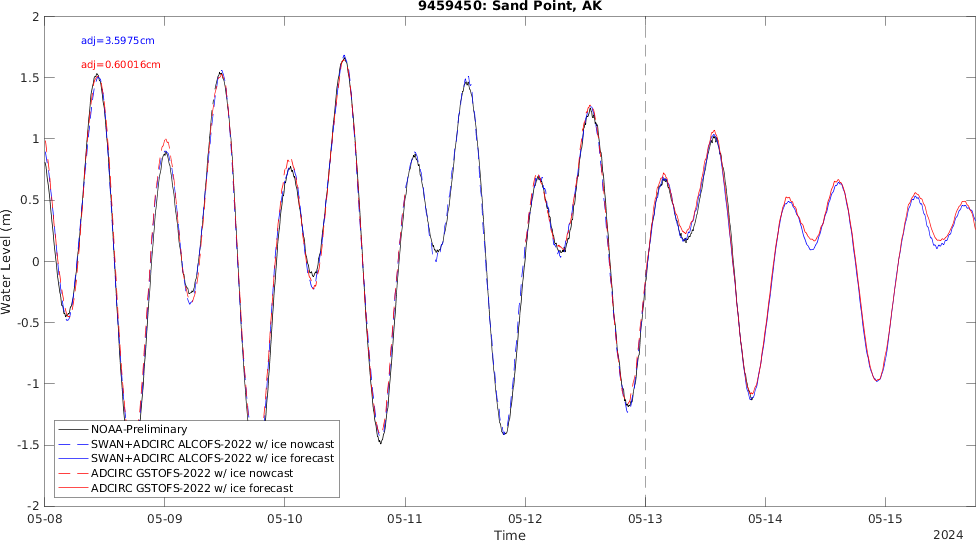 9459450: Sand Point, AK
adj=3.5975cm
adj=0.60016cm
Water Level (m)
2
1.5
1
0.5
0
-0.5
-1
-1.5
-2
NOAA-Preliminary
SWAN+ADCIRC ALCOFS-2022 w/ ice nowcast
SWAN+ADCIRC ALCOFS-2022 w/ ice forecast
ADCIRC GSTOFS-2022 w/ ice nowcast
ADCIRC GSTOFS-2022 w/ ice forecast
05-08 05-09 05-10 05-11 05-12 05-13 05-14 05-15
Time
2024